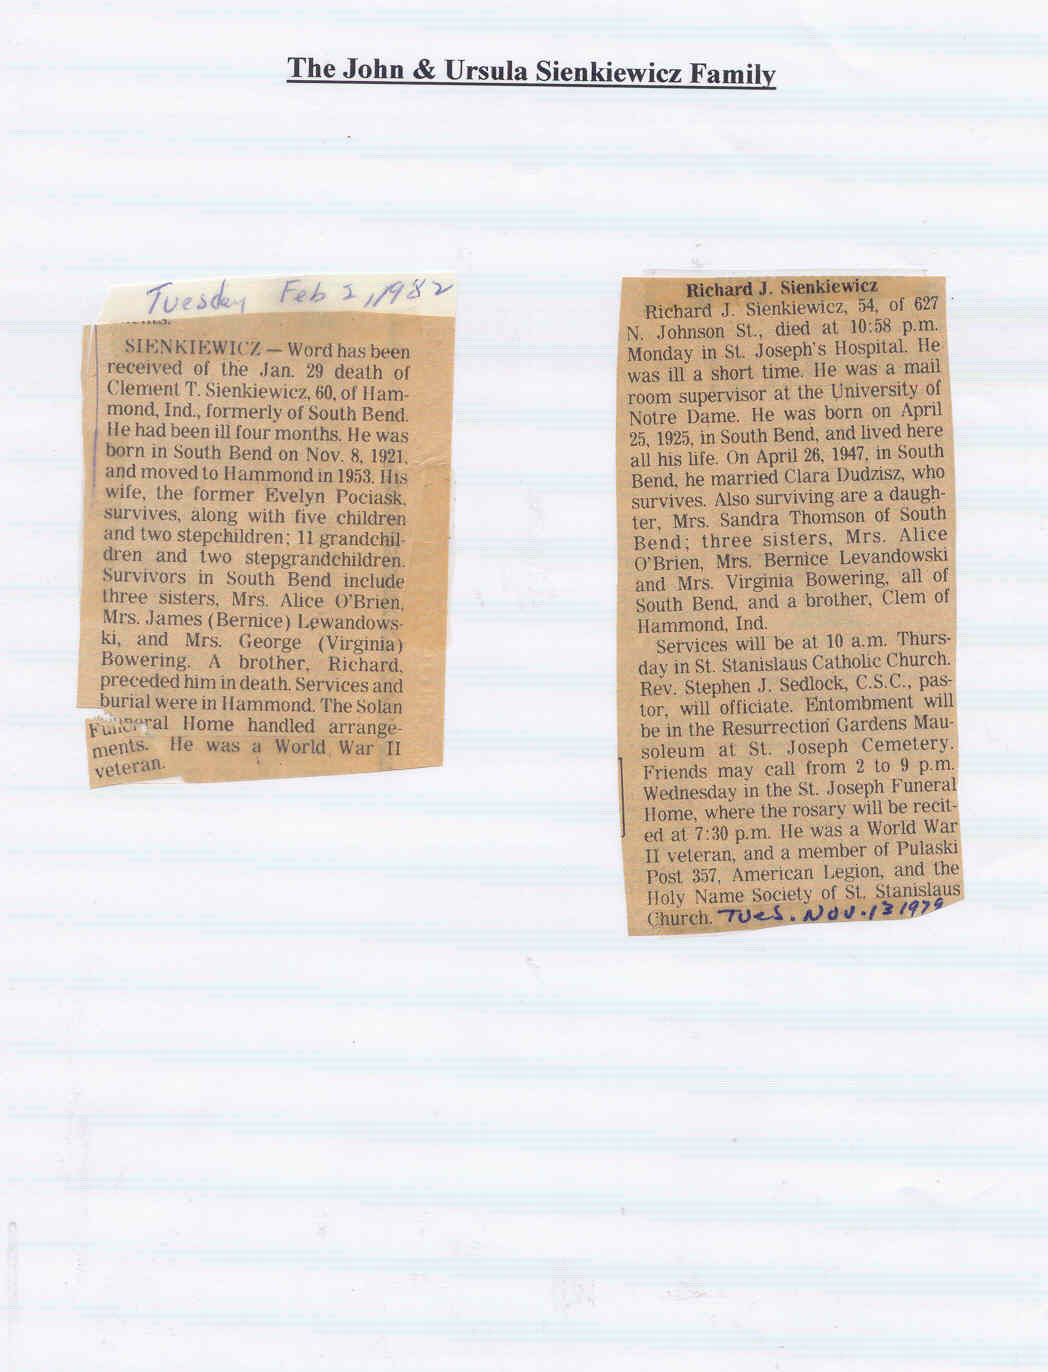 The John & Ursula Sienkiewicz Family
Tuesday Feb 2, 1982
SIENKIEWICZ — Word has been
received of the Jan. 29 death of
Clement T. Sienkiewicz, 60, of Ham-
mond, Ind., formerly of South Bend.
He had been ill four months. He was
born in South Bend on Nov. 8, 1921,
and moved to Hammond in 1953. His
wife, the former Evelyn Pociask,
survives, along with five children
and two stepchildren; 11 grandchil-
dren and two stepgrandchildren.
Survivors in South Bend include
three sisters, Mrs. Alice O'Brien,
Mrs. James (Bernice) Lewandows-
ki, and Mrs. George (Virginia)
Bowering. A brother, Richard,
preceded him in death. Services and
burial were in Hammond. The Solan
Funeral Home handled arrange-
ments. He was a World War II
veteran.
Richard J. Sienkiewicz
Richard J. Sienkiewicz, 54, of 627
N. Johnson St., died at 10:58 p.m.
Monday in St. Joseph's Hospital. He
was ill a short time. He was a mail
room supervisor at the University of
Notre Dame. He was born on April
25, 1925, in South Bend, and lived here
all his life. On April 26, 1947, in South
Bend, he married Clara Dudzisz, who
survives. Also surviving are a daugh-
ter, Mrs. Sandra Thomson of South
Bend; three sisters, Mrs. Alice
O'Brien, Mrs. Bernice Levandowski
and Mrs. Virginia Bowering, all of
South Bend, and a brother, Clem of
Hammond, Ind.
Services will be at 10 a.m. Thurs-
day in St. Stanislaus Catholic Church.
Rev. Stephen J. Sedlock, C.S.C., pas-
tor, will officiate. Entombment will
be in the Resurrection Gardens Mau-
soleum at St. Joseph Cemetery.
Friends may call from 2 to 9 p.m.
Wednesday in the St. Joseph Funeral
Home, where the rosary will be recit-
ed at 7:30 p.m. He was a World War
II veteran, and a member of Pulaski
Post 357, American Legion, and the
Holy Name Society of St. Stanislaus
Church. Tues. Nov. 13 1979